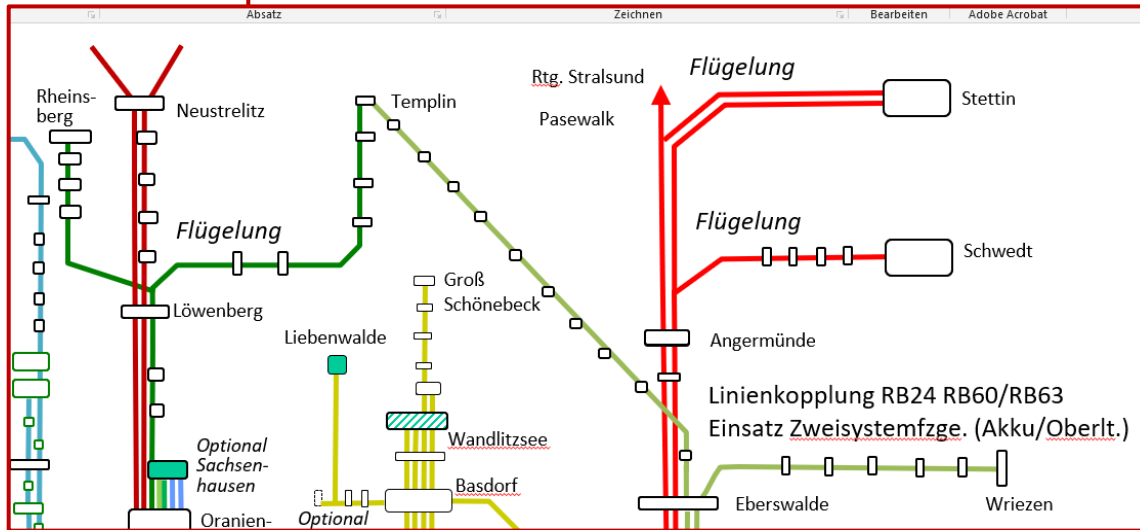 Absatz
Zeichnen
Bearbeiten
Adobe Acrobat
Rheins-
berg
Neustrelitz
Templin
Rtg. Stralsund
Pasewalk
Flügelung
Stettin
Flügelung
Flügelung
Schwedt
Löwenberg
Groß
Schönebeck
Liebenwalde
Angermünde
Linienkopplung RB24 RB60/RB63
Einsatz Zweisystemfzge. (Akku/Oberlt.)
Optional
Sachsen-
hausen
Wandlitzsee
Basdorf
Eberswalde
Wriezen
Oranien-
Optional